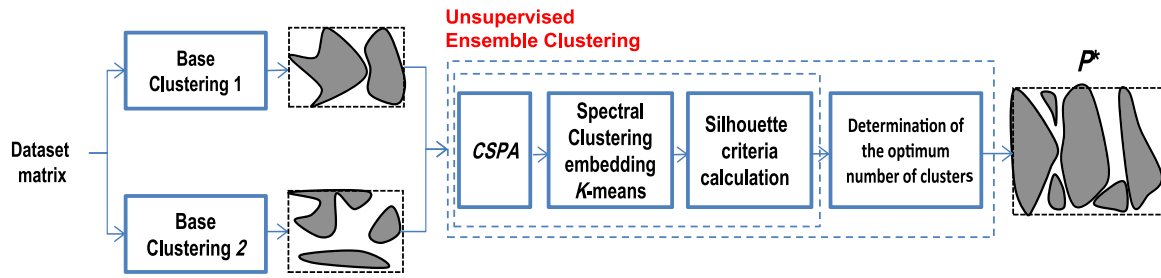 Unsupervised
Ensemble Clustering
Base
Clustering 1
P*
Dataset
matrix
CSPA
Spectral
Clustering
embedding
K-means
Silhouette
criteria
calculation
Determination of
the optimum
number of clusters
Base
Clustering 2